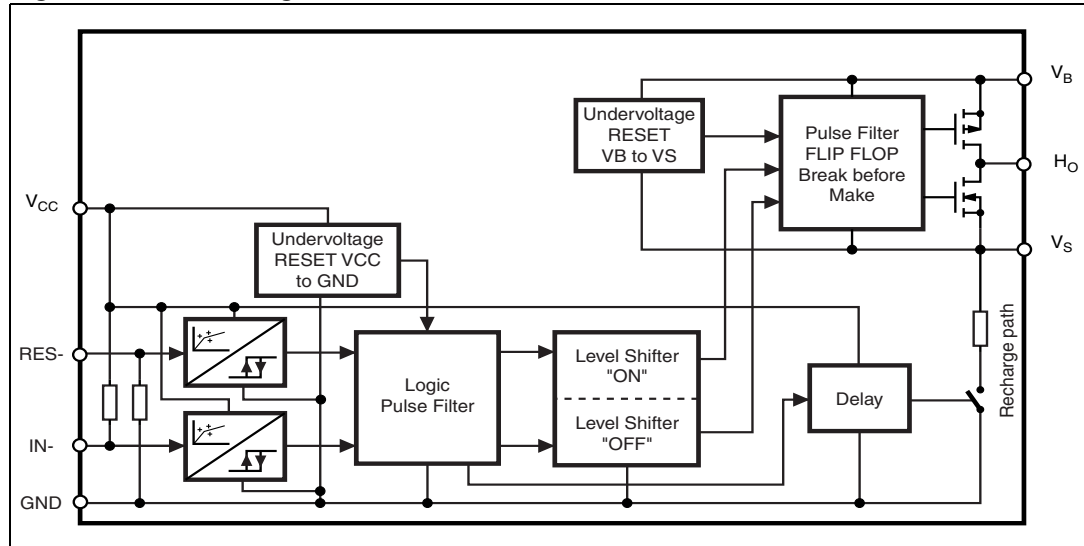 VB
Undervoltage
RESET
VB to VS
Pulse Filter
FLIP FLOP
Break before
Make
HO
VCC
VS
Undervoltage
RESET VCC
to GND
Recharge path
RES-
Logic
Pulse Filter
Level Shifter
"ON"
Level Shifter
"OFF"
Delay
IN-
GND